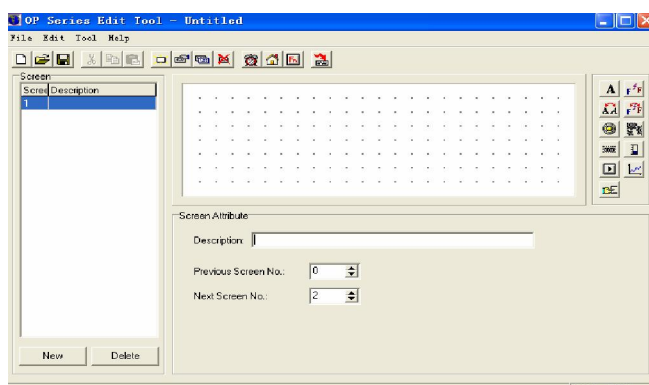 OP Series Edit Tool - Untitled
File Edit Tool Help
Screen
Scree Description
1
A
Screen Attribute
Description:
Previous Screen No.: 0
Next Screen No.: 2
New Delete